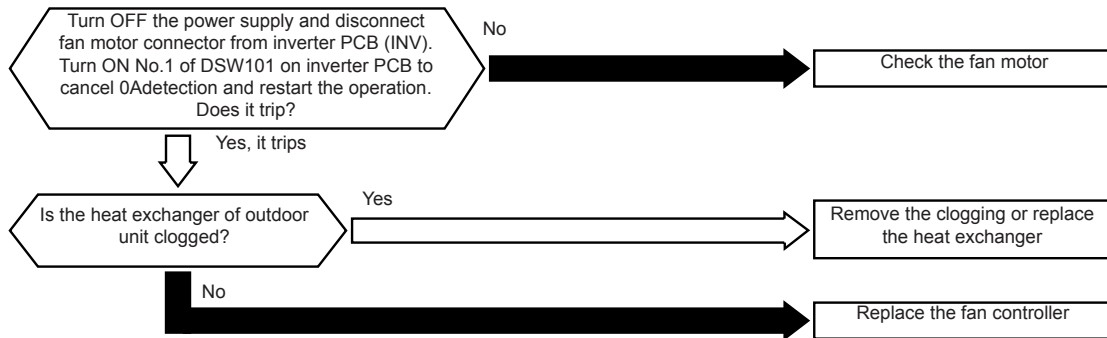 Turn OFF the power supply and disconnect
fan motor connector from inverter PCB (INV).
Turn ON No.1 of DSW101 on inverter PCB to
cancel 0Adetection and restart the operation.
Does it trip?
No
Check the fan motor
Yes, it trips
Is the heat exchanger of outdoor
unit clogged?
Yes
Remove the clogging or replace
the heat exchanger
No
Replace the fan controller